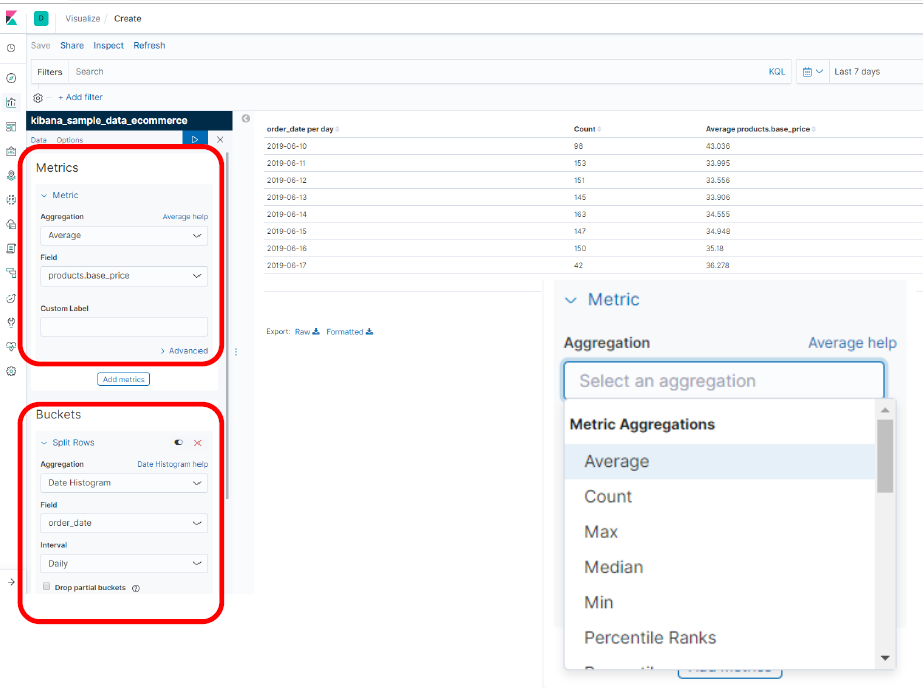 D Visualize / Create
Save Share Inspect Refresh
Filters Search KQL Last 7 days
+ Add filter
kibana_sample_data_ecommerce
Data Options
Metrics
Metric
Aggregation Average help
Average
Field
products.base_price
Custom Label
Advanced
Add metrics
Buckets
Split Rows
Aggregation Date Histogram help
Date Histogram
Field
order_date
Interval
Daily
Drop partial buckets
order_date per day Count Average products.base_price
2019-06-10 98 43.036
2019-06-11 153 33.995
2019-06-12 151 33.556
2019-06-13 145 33.906
2019-06-14 163 34.555
2019-06-15 147 34.948
2019-06-16 150 35.18
2019-06-17 42 36.278
Export: Raw Formatted
Metric
Aggregation Average help
Select an aggregation
Metric Aggregations
Average
Count
Max
Median
Min
Percentile Ranks